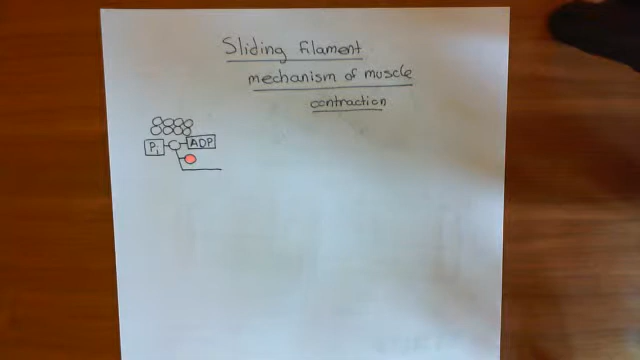 Sliding filament
mechanism of muscle
contraction
Pi ADP